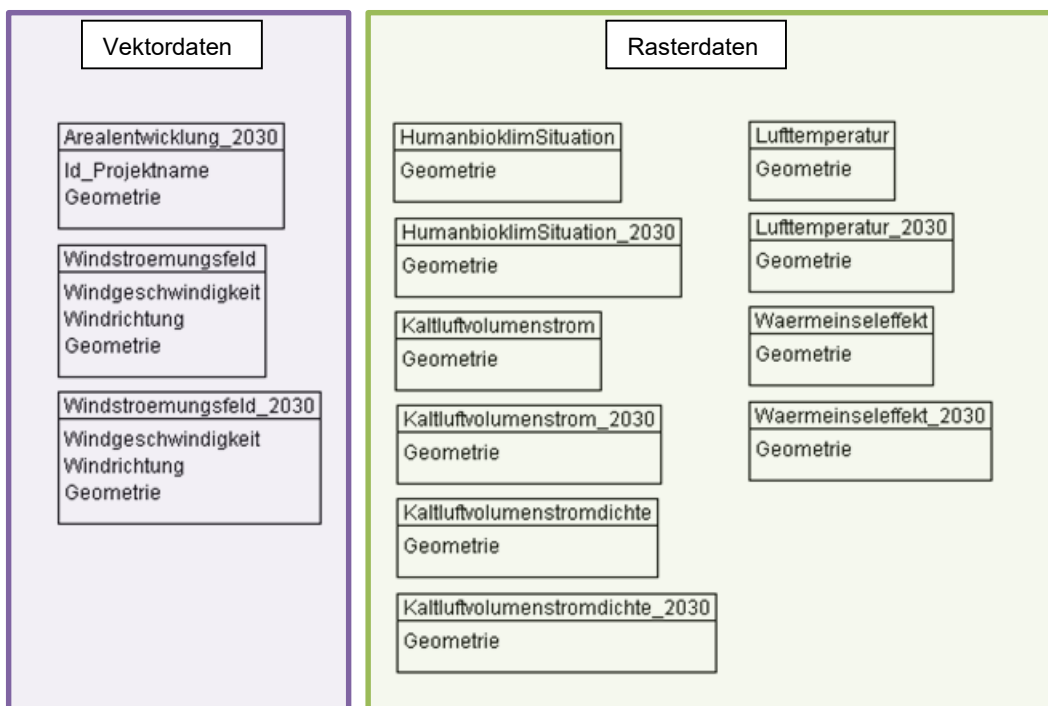 Vektordaten
Arealentwicklung_2030
Id_Projektname
Geometrie
Windstroemungsfeld
Windgeschwindigkeit
Windrichtung
Geometrie
Windstroemungsfeld_2030
Windgeschwindigkeit
Windrichtung
Geometrie
Rasterdaten
HumanbioklimSituation
Geometrie
HumanbioklimSituation_2030
Geometrie
Kaltluftvolumenstrom
Geometrie
Kaltluftvolumenstrom_2030
Geometrie
Kaltluftvolumenstromdichte
Geometrie
Kaltluftvolumenstromdichte_2030
Geometrie
Lufttemperatur
Geometrie
Lufttemperatur_2030
Geometrie
Waermeinseleffekt
Geometrie
Waermeinseleffekt_2030
Geometrie